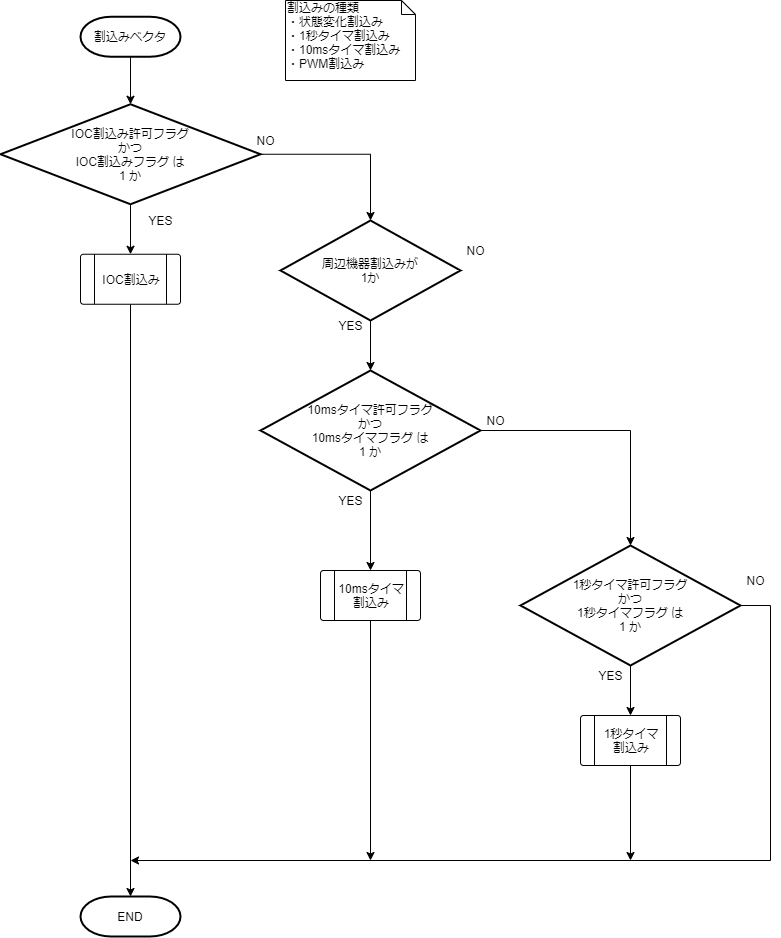 割込みの種類
・状態変化割込み
・1秒タイマ割込み
・10msタイマ割込み
・PWM割込み
割込みベクタ
IOC割込み許可フラグ
かつ
IOC割込みフラグ は
1 か
NO
YES
IOC割込み
周辺機器割込みが
1か
NO
YES
10msタイマ許可フラグ
かつ
10msタイマフラグ は
1 か
NO
YES
10msタイマ
割込み
1秒タイマ許可フラグ
かつ
1秒タイマフラグ は
1 か
NO
YES
1秒タイマ
割込み
END